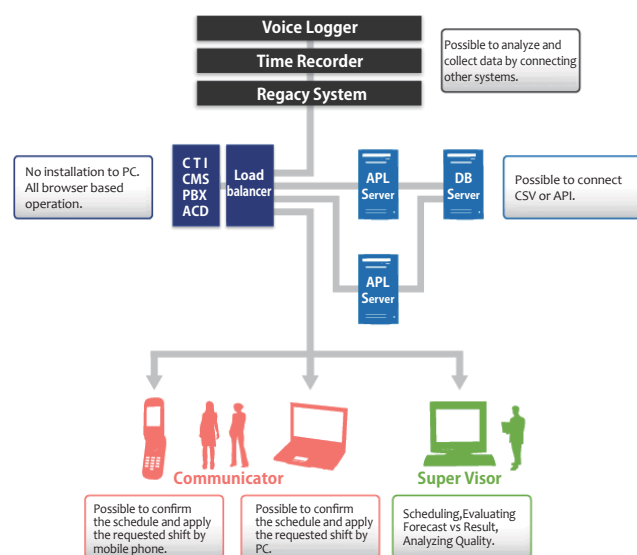 Voice Logger
Time Recorder
Regacy System
Possible to analyze and
collect data by connecting
other systems.
No installation to PC.
All browser based
operation.
CTI
CMS
PBX
ACD
Load
balancer
APL
Server
DB
Server
Possible to connect
CSV or API.
APL
Server
Communicator
Super Visor
Possible to confirm
the schedule and apply
the requested shift by
mobile phone.
Possible to confirm
the schedule and apply
the requested shift by
PC.
Scheduling,Evaluating
Forecast vs Result,
Analyzing Quality.